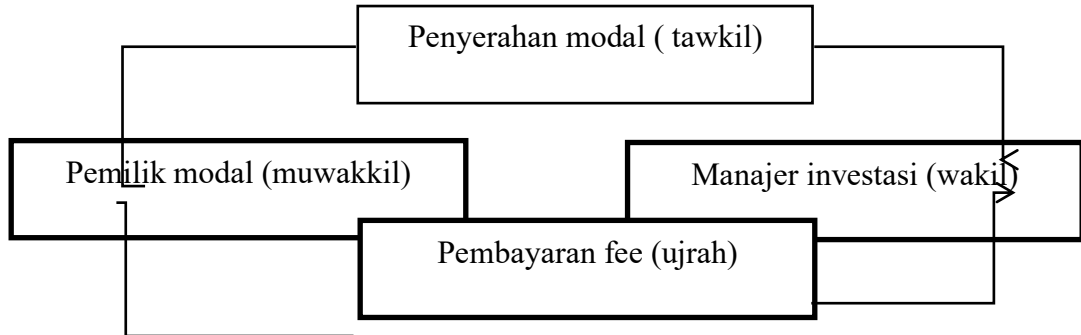 Penyerahan modal ( tawkil)
Pemilik modal (muwakkil)
Manajer investasi (wakil)
Pembayaran fee (ujrah)